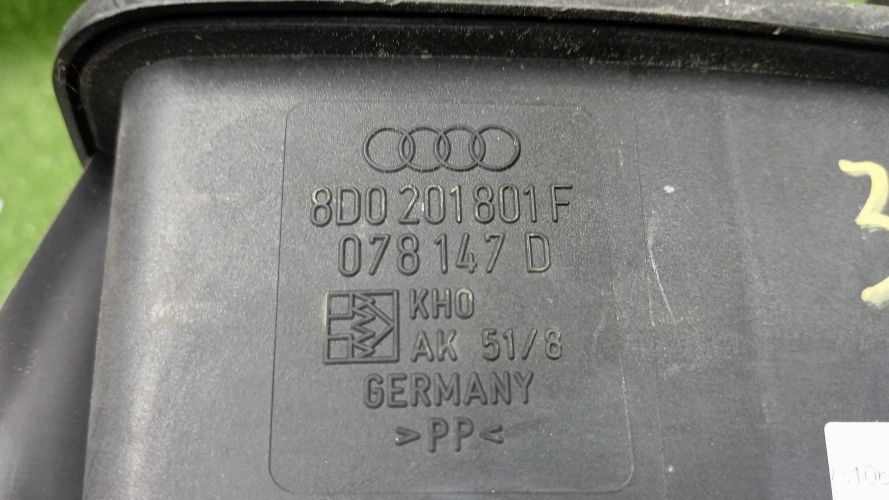 8D0 201 801 F
078 147 D
KHO
AK 51/8
GERMANY
>PP<